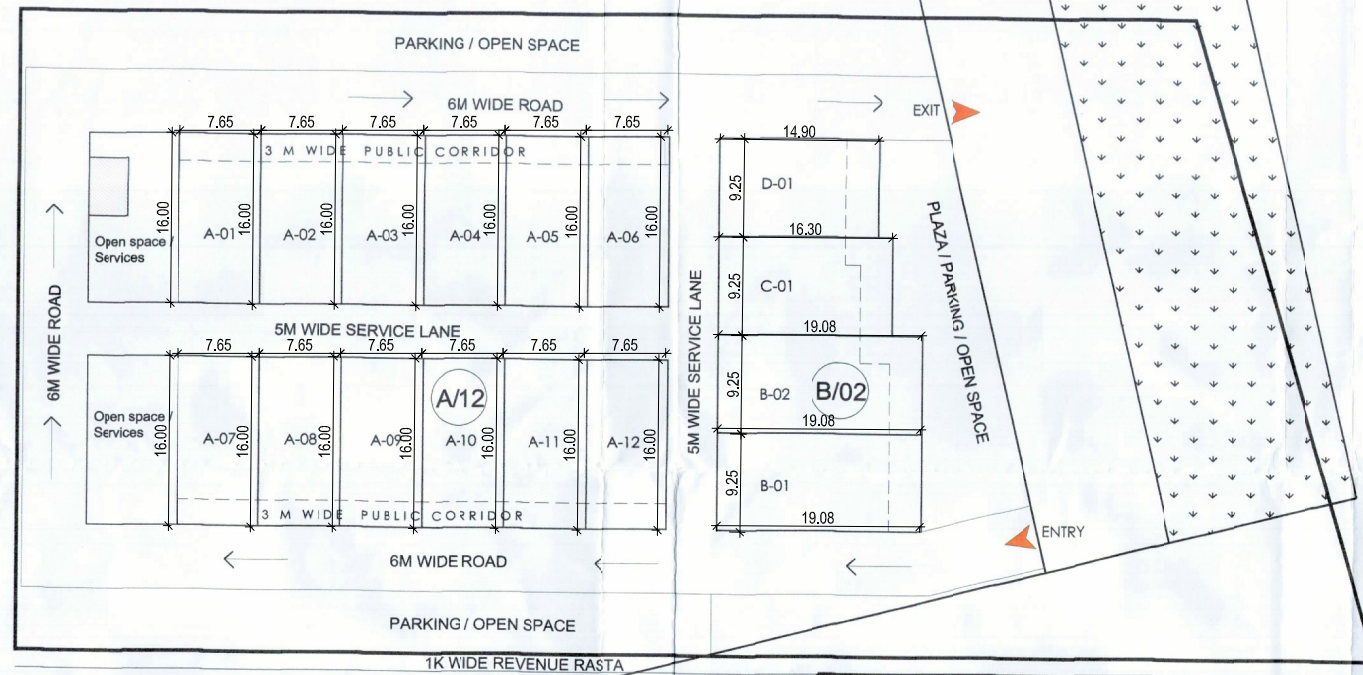 PARKING / OPEN SPACE
6M WIDE ROAD
EXIT
7.65 7.65 7.65 7.65 7.65 7.65
14.90
3 M WIDE PUBLIC CORRIDOR
D-01
9.25
16.00 16.00 16.00 16.00 16.00 16.00 16.00
A-01 A-02 A-03 A-04 A-05 A-06
16.30
Open space /
Services
C-01
9.25
PLAZA / PARKING / OPEN SPACE
5M WIDE SERVICE LANE
5M WIDE SERVICE LANE
19.08
6M WIDE ROAD
7.65 7.65 7.65 7.65 7.65 7.65
A/12
B-02
B/02
9.25
19.08
Open space /
Services
A-07 A-08 A-09 A-10 A-11 A-12
16.00 16.00 16.00 16.00 16.00 16.00 16.00
B-01
9.25
3 M WIDE PUBLIC CORRIDOR
19.08
ENTRY
6M WIDE ROAD
PARKING / OPEN SPACE
1K WIDE REVENUE RASTA